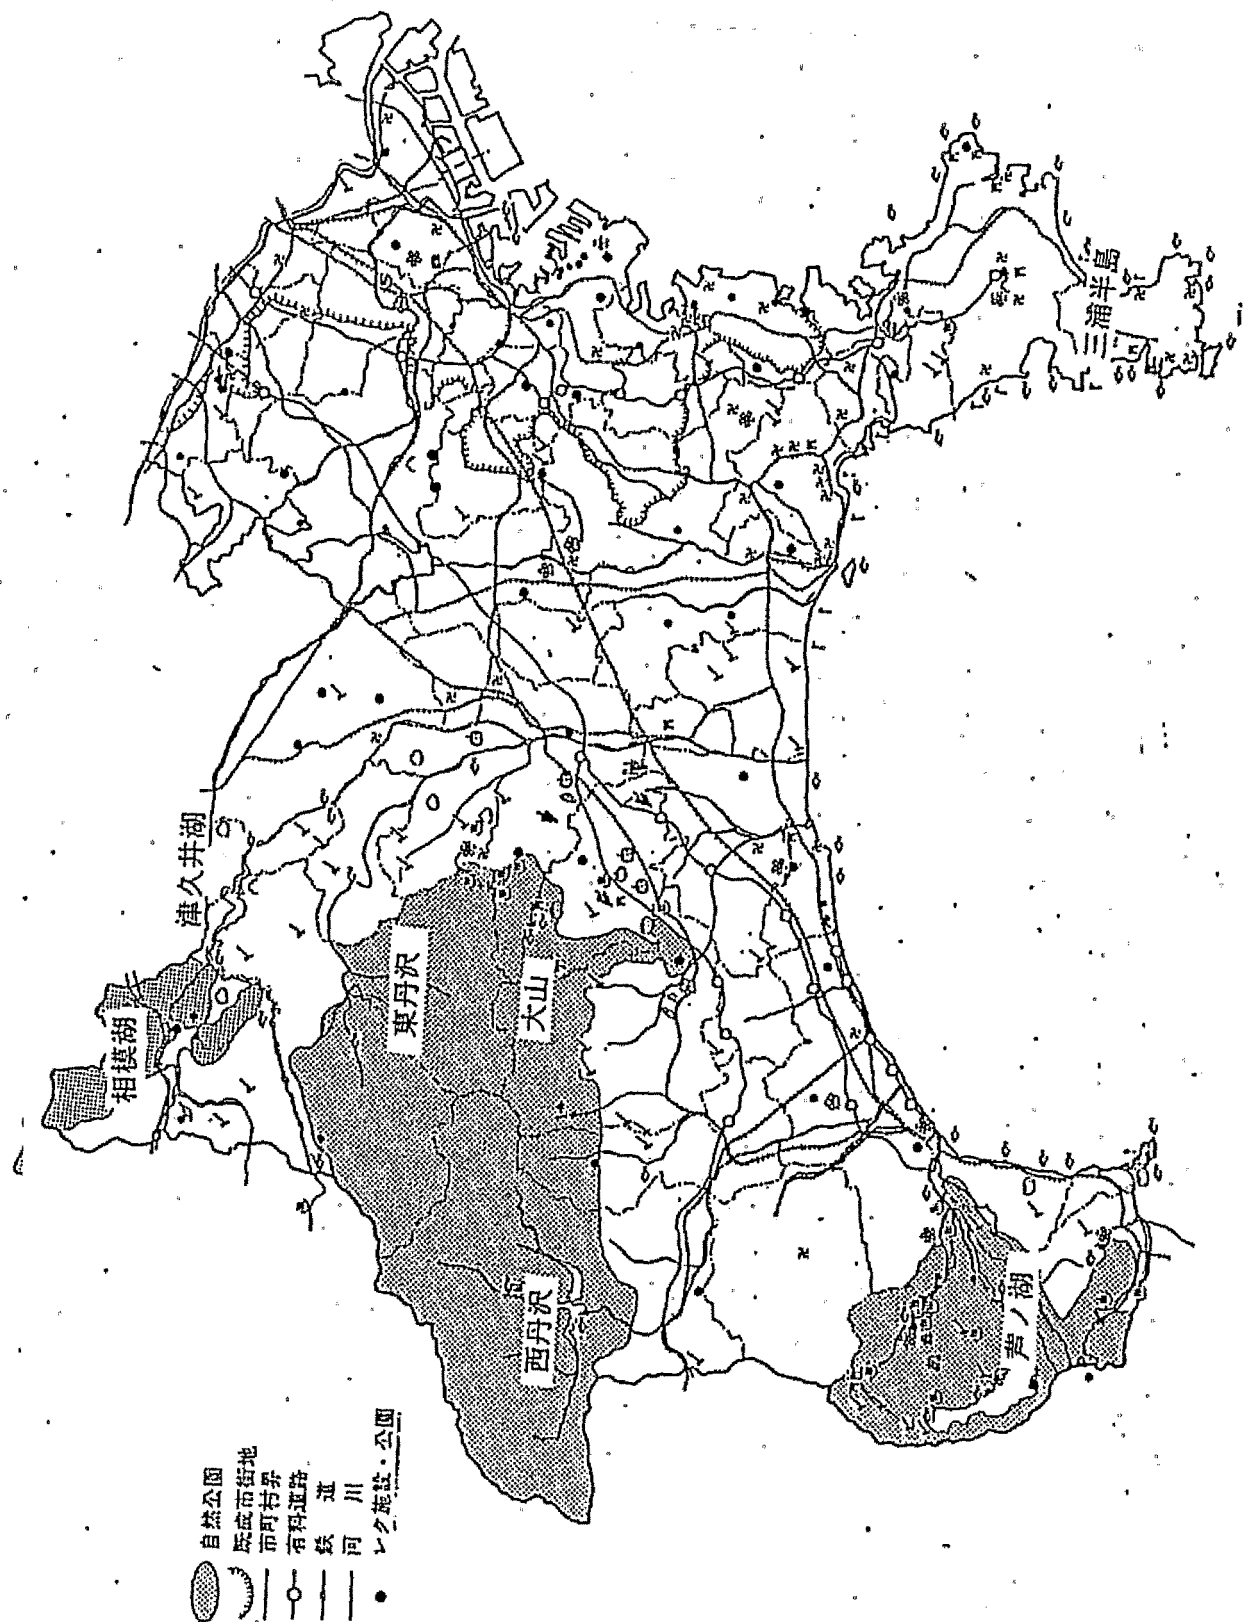 相模湖
津久井湖
東丹沢
大山
西丹沢
芦ノ湖
三浦半島
自然公園
既成市街地
市町村界
有料道路
鉄道
河川
レク施設・公園